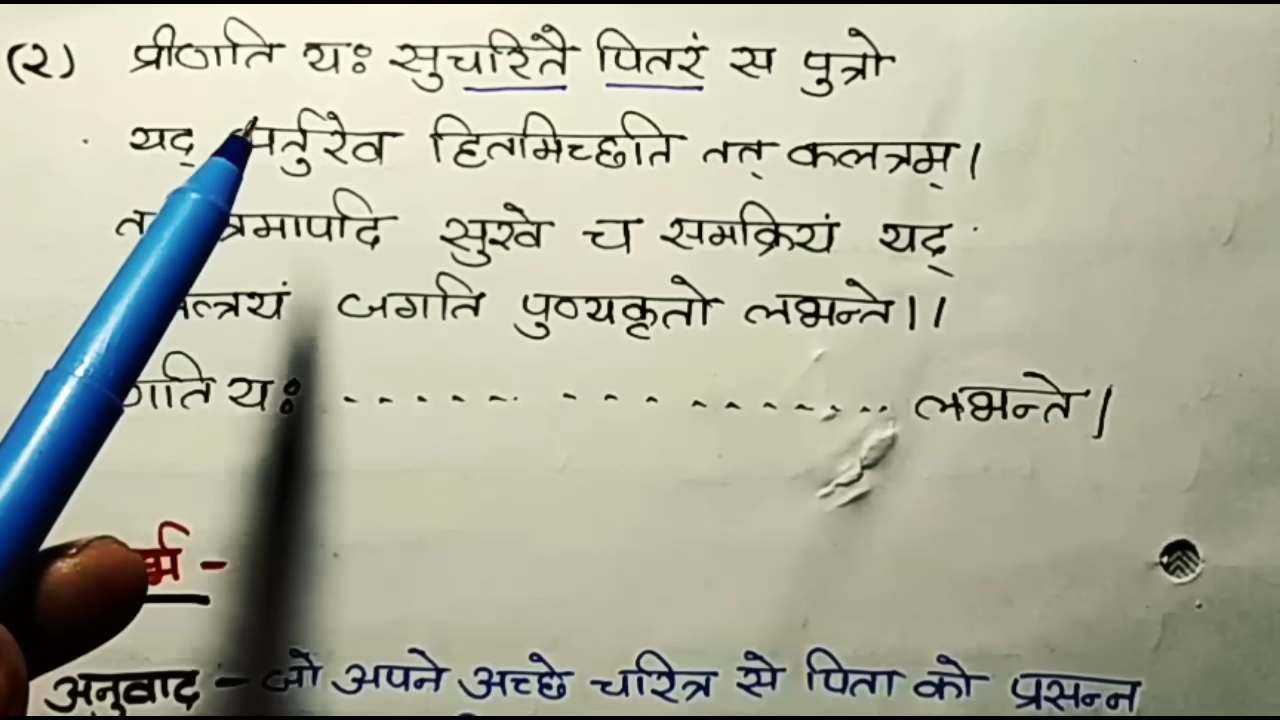 (२) प्रीणाति यः सुचरितै पितरं स पुत्रो
यद् हितमिच्छति तत् कलत्रम्।
सुखे च समक्रियं यद्
जगति पुण्यकृतो लभन्ते।।
यः - - - - - - - - - - - - - - लभन्ते।
अनुवाद - जो अपने अच्छे चरित्र से पिता को प्रसन्न